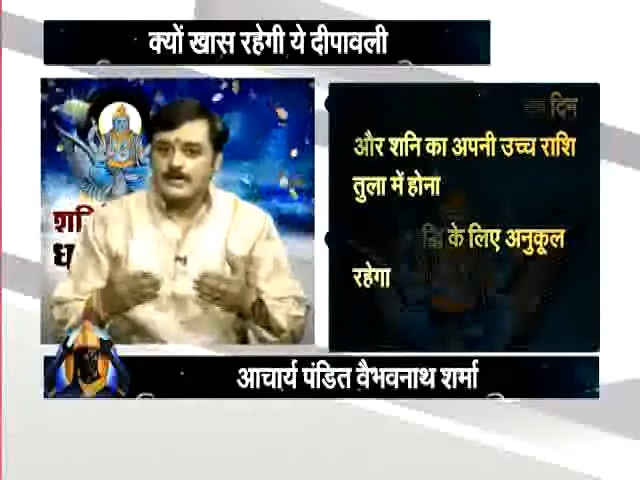 क्यों खास रहेगी ये दीपावली
दिन
और शनि का अपनी उच्च राशि
तुला में होना
के लिए अनुकूल
रहेगा
आचार्य पंडित वैभवनाथ शर्मा